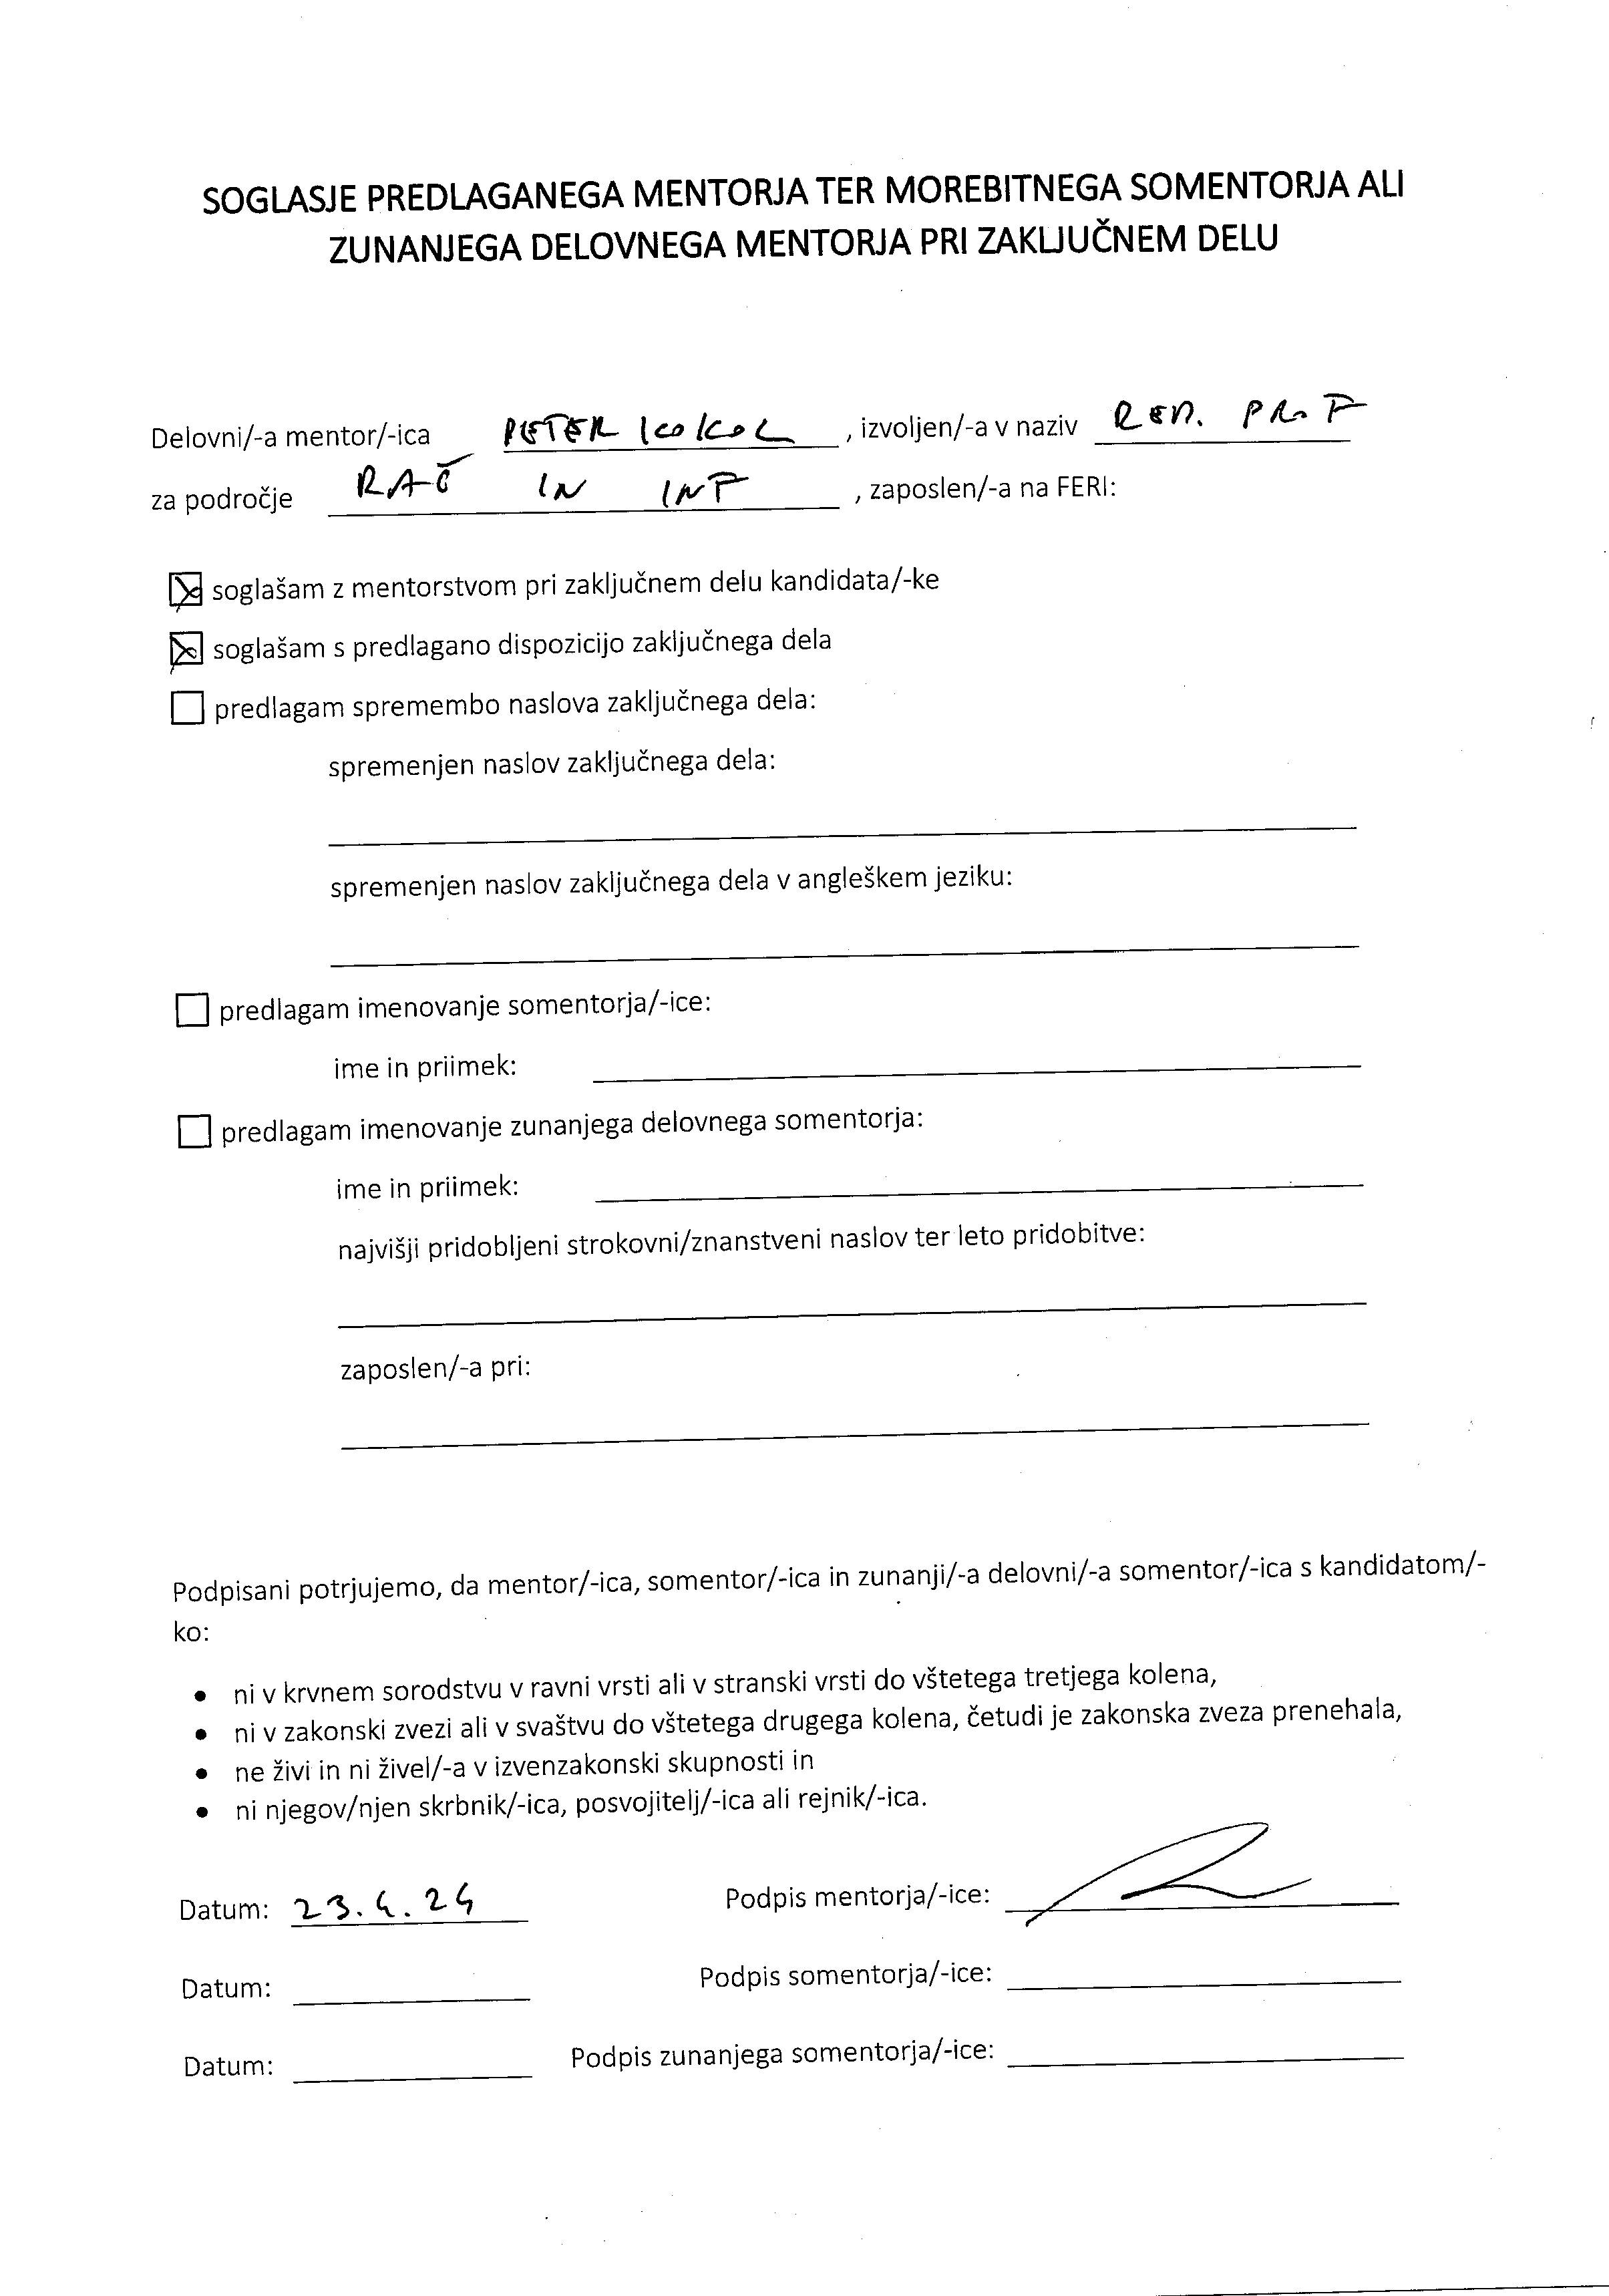 SOGLASJE PREDLAGANEGA MENTORJA TER MOREBITNEGA SOMENTORJA ALI
ZUNANJEGA DELOVNEGA MENTORJA PRI ZAKLJUČNEM DELU
Delovni/-a mentor/-ica PETER KOKOL , izvoljen/-a v naziv RED. PROF
za področje RAČ IN INF , zaposlen/-a na FERI:
soglašam z mentorstvom pri zaključnem delu kandidata/-ke
soglašam s predlagano dispozicijo zaključnega dela
predlagam spremembo naslova zaključnega dela:
spremenjen naslov zaključnega dela:
spremenjen naslov zaključnega dela v angleškem jeziku:
predlagam imenovanje somentorja/-ice:
ime in priimek:
predlagam imenovanje zunanjega delovnega somentorja:
ime in priimek:
najvišji pridobljeni strokovni/znanstveni naslov ter leto pridobitve:
zaposlen/-a pri:
Podpisani potrjujemo, da mentor/-ica, somentor/-ica in zunanji/-a delovni/-a somentor/-ica s kandidatom/-
ko:
• ni v krvnem sorodstvu v ravni vrsti ali v stranski vrsti do vštetega tretjega kolena,
• ni v zakonski zvezi ali v svaštvu do vštetega drugega kolena, četudi je zakonska zveza prenehala,
• ne živi in ni živel/-a v izvenzakonski skupnosti in
• ni njegov/njen skrbnik/-ica, posvojitelj/-ica ali rejnik/-ica.
Datum: 23. 4. 24 Podpis mentorja/-ice:
Datum: Podpis somentorja/-ice:
Datum: Podpis zunanjega somentorja/-ice: